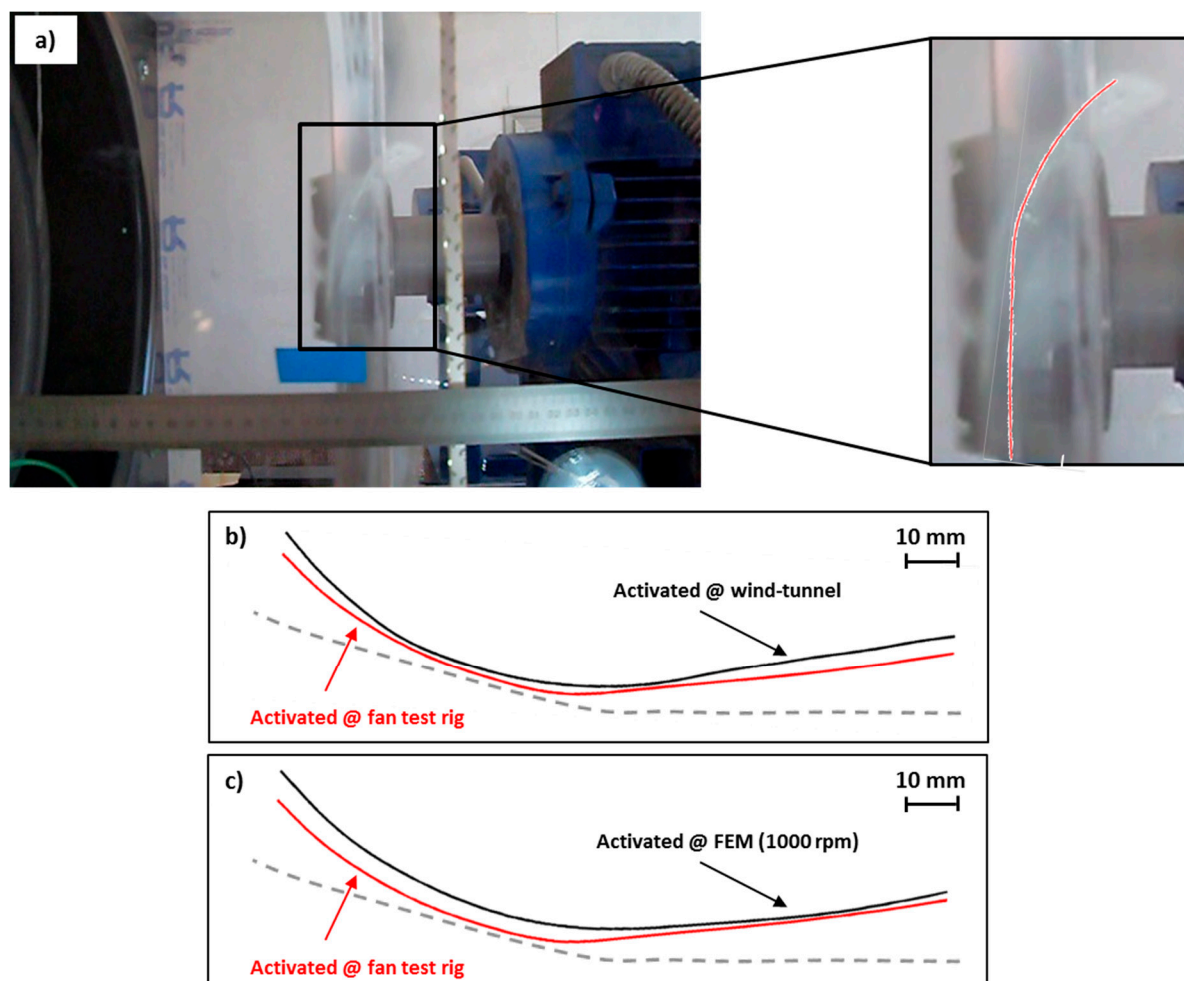 a)
b)
10 mm
Activated @ wind-tunnel
Activated @ fan test rig
c)
10 mm
Activated @ FEM (1000 rpm)
Activated @ fan test rig